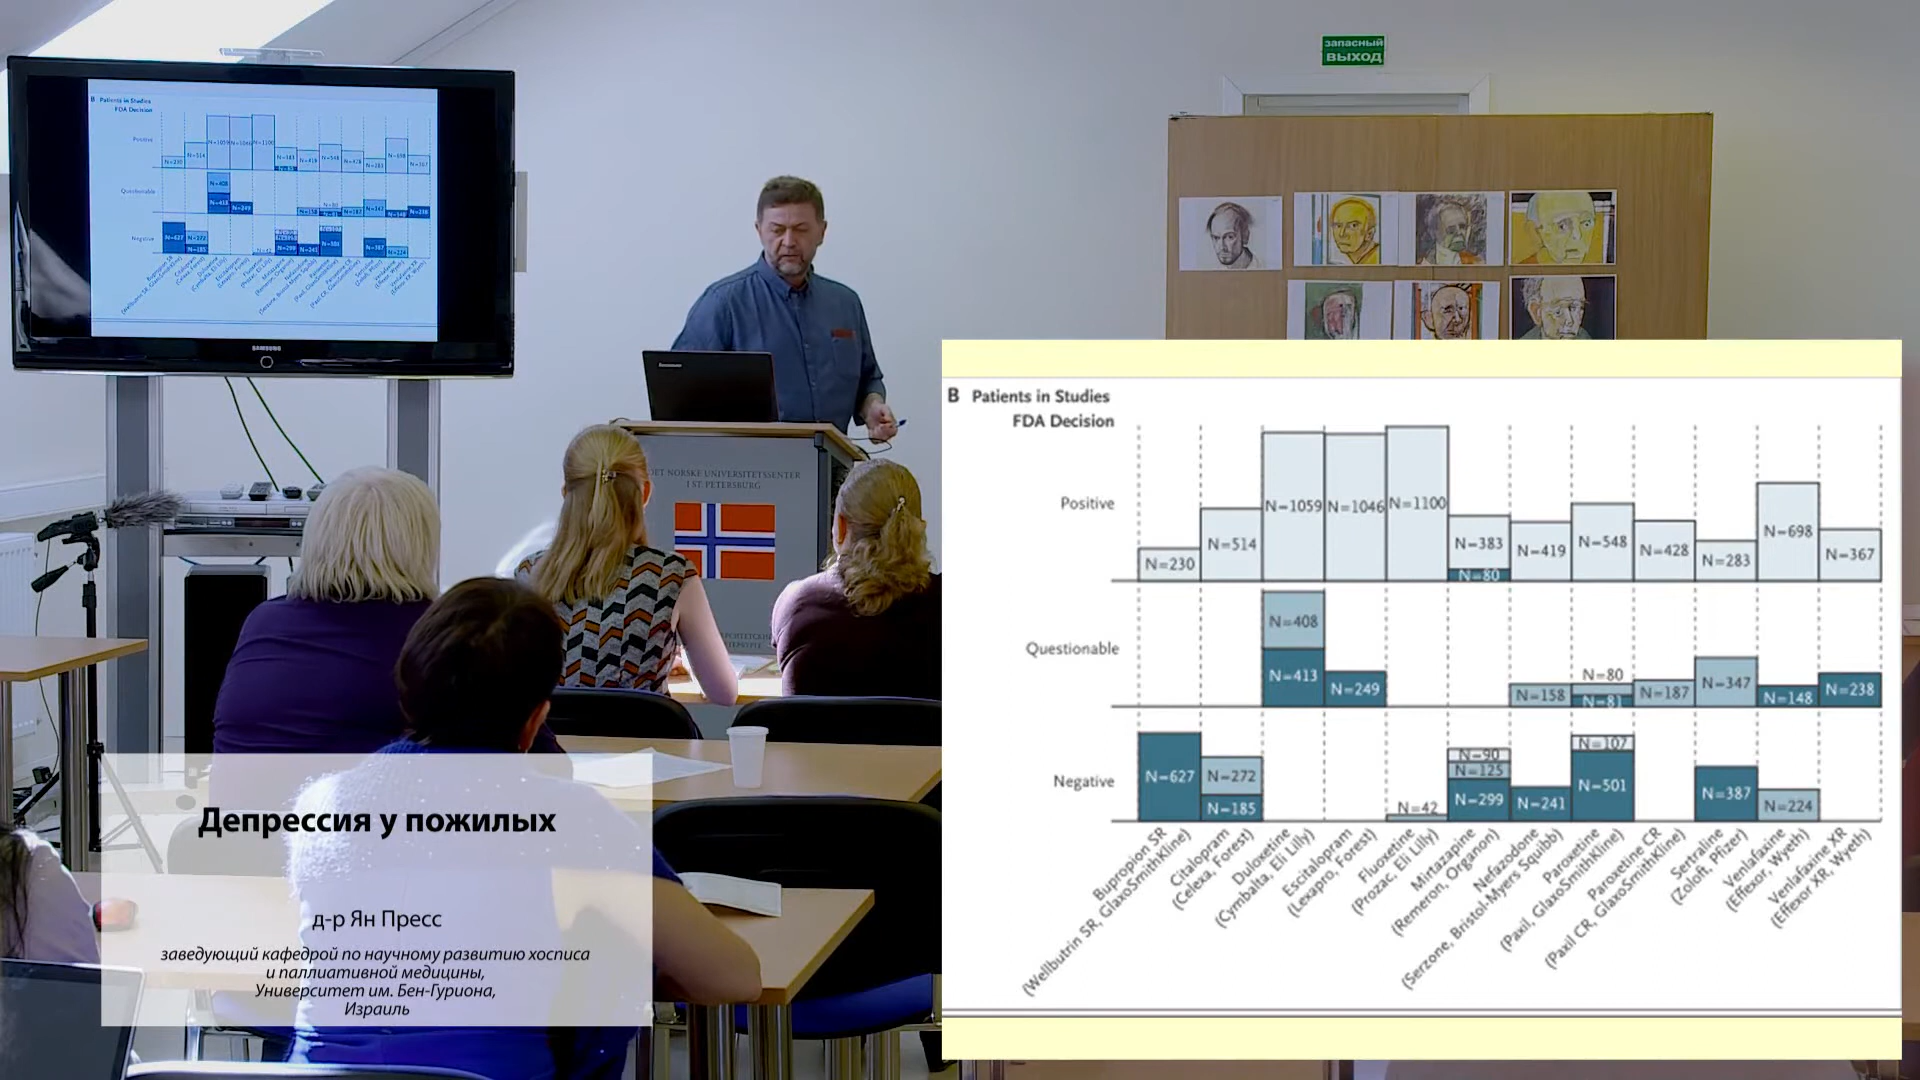 запасный
выход
SAMSUNG
DET NORSKE UNIVERSITETSSENTER
I ST. PETERSBURG
B Patients in Studies
FDA Decision
Positive
N=230
N=514
N=1059
N=1046
N=1100
N=383
N=80
N=419
N=548
N=428
N=283
N=698
N=367
Questionable
N=408
N=413
N=249
N=158
N=80
N=81
N=187
N=347
N=148
N=238
Negative
N=627
N=272
N=185
N=42
N=90
N=125
N=299
N=241
N=107
N=501
N=387
N=224
Bupropion SR
(Wellbutrin SR, GlaxoSmithKline)
Citalopram
(Celexa, Forest)
Duloxetine
(Cymbalta, Eli Lilly)
Escitalopram
(Lexapro, Forest)
Fluoxetine
(Prozac, Eli Lilly)
Mirtazapine
(Remeron, Organon)
Nefazodone
(Serzone, Bristol-Myers Squibb)
Paroxetine
(Paxil, GlaxoSmithKline)
Paroxetine CR
(Paxil CR, GlaxoSmithKline)
Sertraline
(Zoloft, Pfizer)
Venlafaxine
(Effexor, Wyeth)
Venlafaxine XR
(Effexor XR, Wyeth)
Депрессия у пожилых
д-р Ян Пресс
заведующий кафедрой по научному развитию хосписа
и паллиативной медицины,
Университет им. Бен-Гуриона,
Израиль